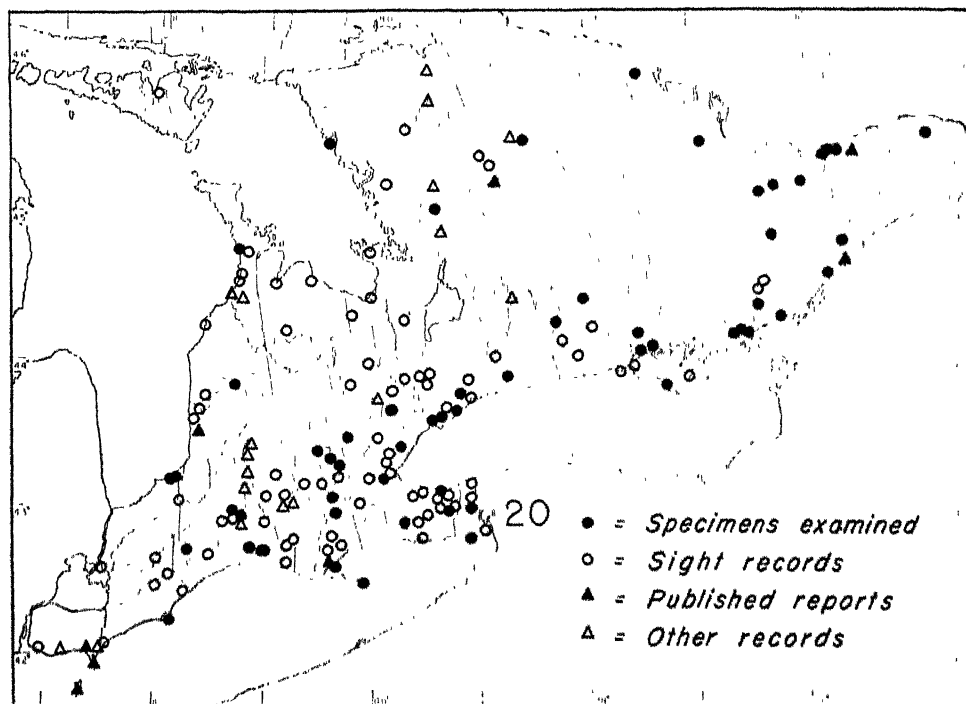 20
● = Specimens examined
○ = Sight records
▲ = Published reports
△ = Other records